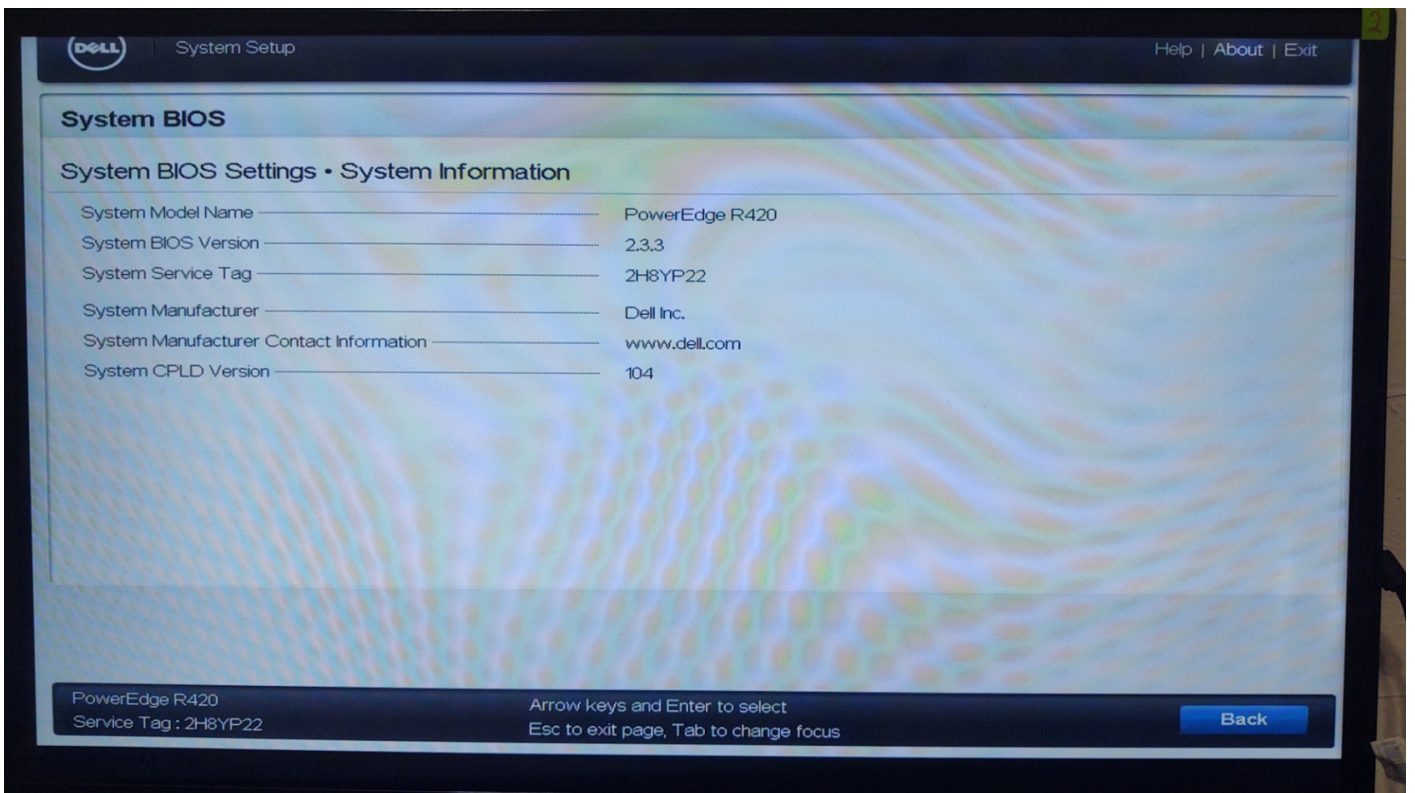 2
DELL
System Setup
Help | About | Exit
System BIOS
System BIOS Settings • System Information
System Model Name PowerEdge R420
System BIOS Version 2.3.3
System Service Tag 2H8YP22
System Manufacturer Dell Inc.
System Manufacturer Contact Information www.dell.com
System CPLD Version 104
PowerEdge R420
Service Tag : 2H8YP22
Arrow keys and Enter to select
Esc to exit page, Tab to change focus
Back